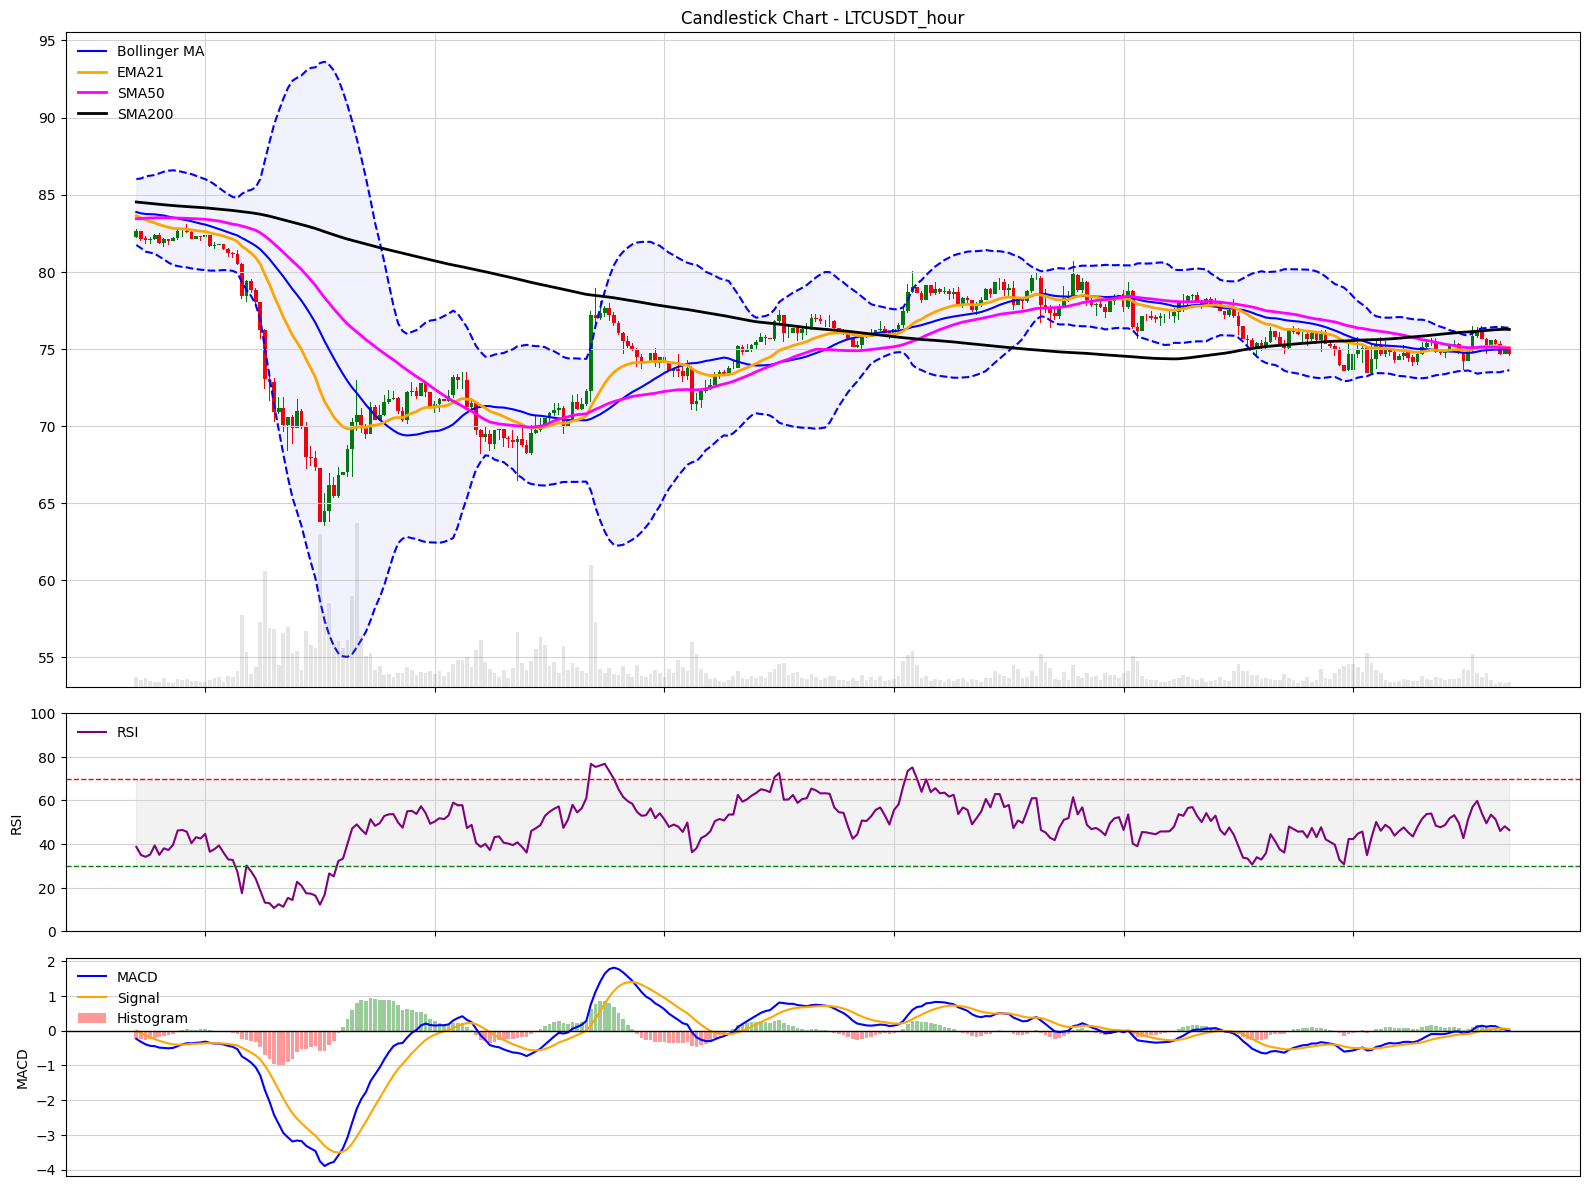 Candlestick Chart - LTCUSDT_hour
Bollinger MA
EMA21
SMA50
SMA200
95
90
85
80
75
70
65
60
55
RSI
RSI
100
80
60
40
20
0
MACD
Signal
Histogram
MACD
2
1
0
−1
−2
−3
−4